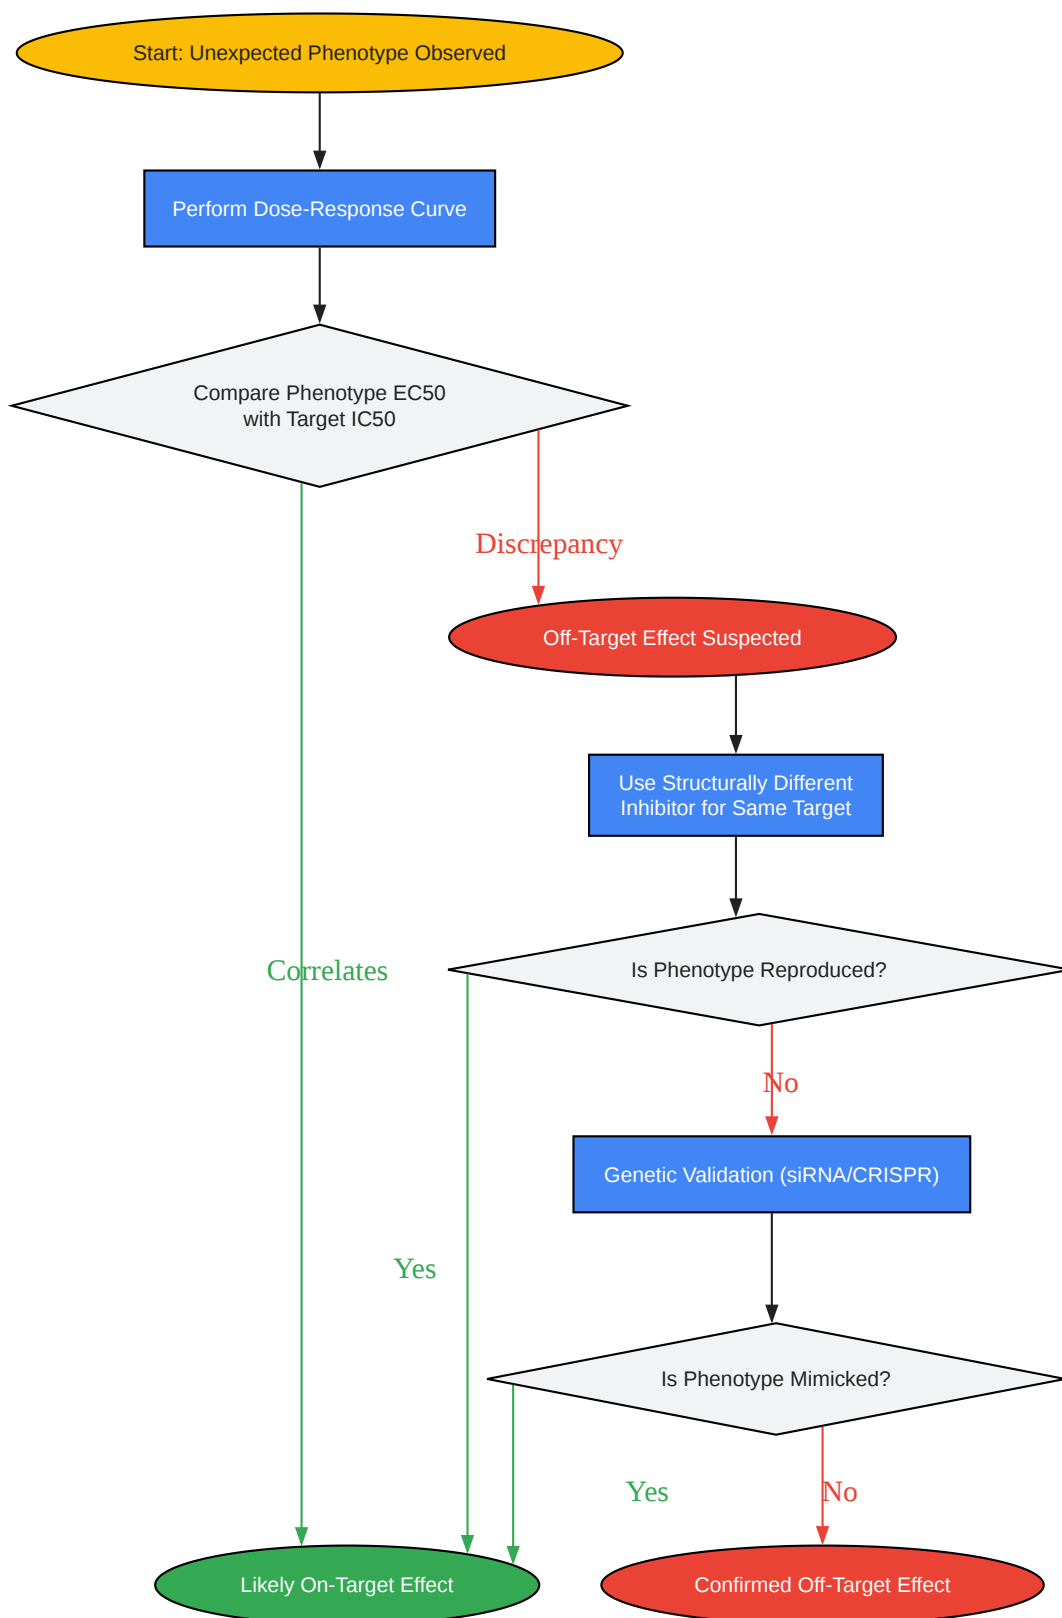 Start: Unexpected Phenotype Observed
Perform Dose-Response Curve
Compare Phenotype EC50
with Target IC50
Discrepancy
Off-Target Effect Suspected
Use Structurally Different
Inhibitor for Same Target
Correlates
Is Phenotype Reproduced?
No
Genetic Validation (siRNA/CRISPR)
Yes
Is Phenotype Mimicked?
Yes
No
Likely On-Target Effect
Confirmed Off-Target Effect